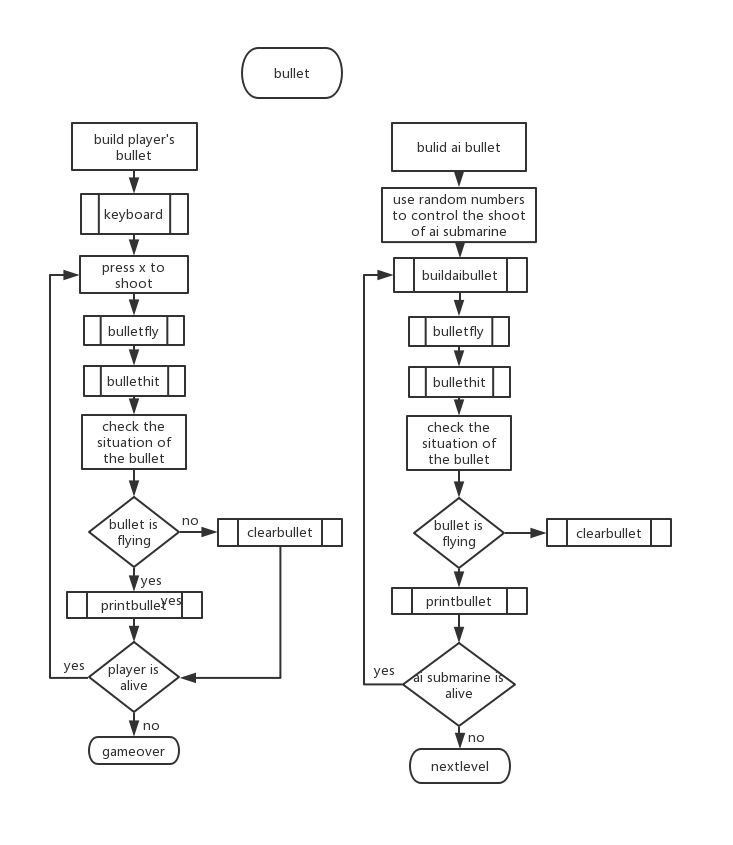 bullet
build player's
bullet
keyboard
press x to
shoot
bulletfly
bullethit
check the
situation of
the bullet
bullet is
flying
no
clearbullet
yes
printbullet
yes
player is
alive
yes
no
gameover
bulid ai bullet
use random numbers
to control the shoot
of ai submarine
buildaibullet
bulletfly
bullethit
check the
situation of
the bullet
bullet is
flying
clearbullet
printbullet
ai submarine is
alive
yes
no
nextlevel